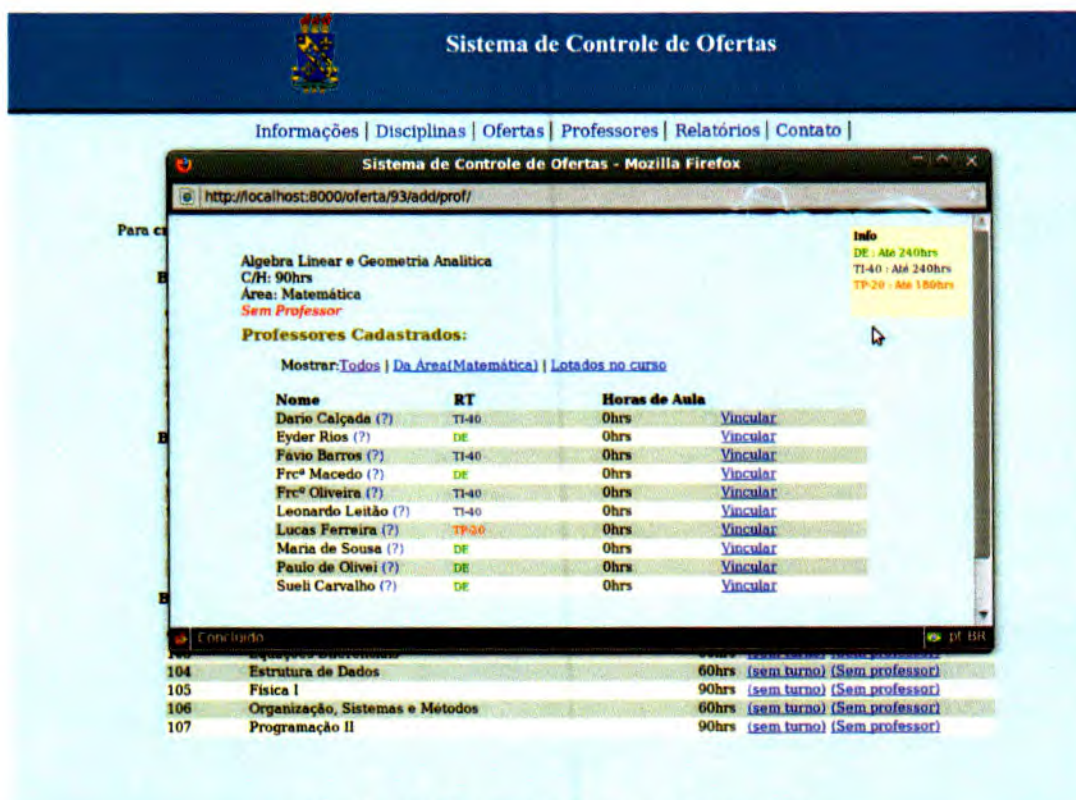 Sistema de Controle de Ofertas
Informações | Disciplinas | Ofertas | Professores | Relatórios | Contato |
Sistema de Controle de Ofertas - Mozilla Firefox
http://localhost:8000/oferta/93/add/prof/
Para
Info
DE : Até 240hrs
TI-40 : Até 240hrs
TP-20 : Até 180hrs
Algebra Linear e Geometria Analitica
C/H: 90hrs
Área: Matemática
Sem Professor
Professores Cadastrados:
Mostrar:Todos | Da Área(Matemática) | Lotados no curso
Nome RT Horas de Aula
Dario Calçada (?) TI-40 0hrs Vincular
Eyder Rios (?) DE 0hrs Vincular
Fávio Barros (?) TI-40 0hrs Vincular
Frcª Macedo (?) DE 0hrs Vincular
Frcº Oliveira (?) TI-40 0hrs Vincular
Leonardo Leitão (?) TI-40 0hrs Vincular
Lucas Ferreira (?) TP-20 0hrs Vincular
Maria de Sousa (?) DE 0hrs Vincular
Paulo de Olivei (?) DE 0hrs Vincular
Sueli Carvalho (?) DE 0hrs Vincular
Concluído pt BR
104 Estrutura de Dados 60hrs (sem turno) (Sem professor)
105 Física I 90hrs (sem turno) (Sem professor)
106 Organização, Sistemas e Métodos 60hrs (sem turno) (Sem professor)
107 Programação II 90hrs (sem turno) (Sem professor)